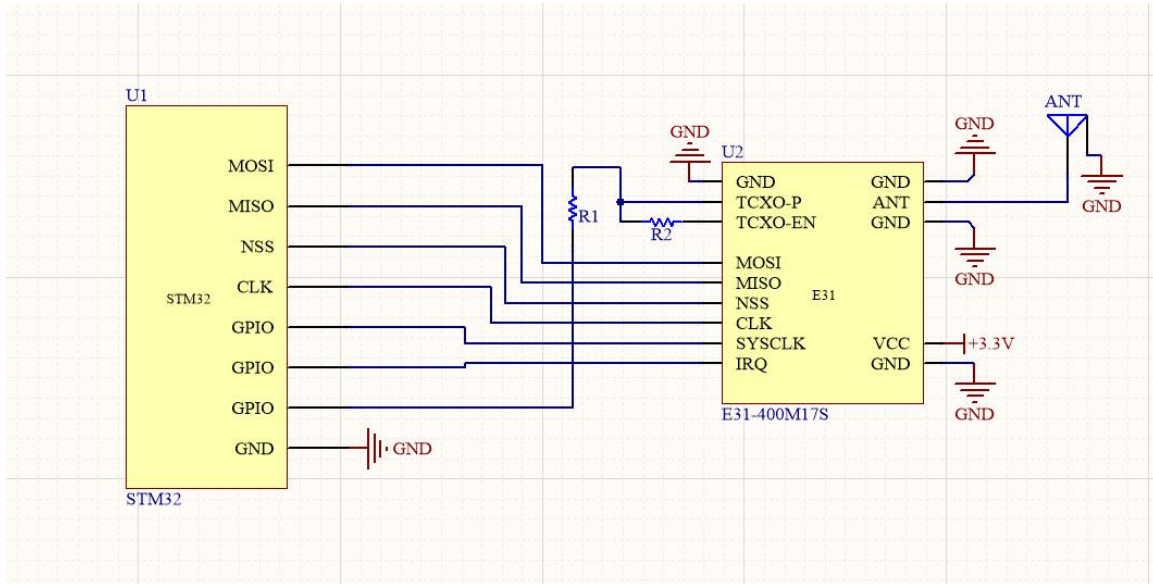 U1
MOSI
MISO
NSS
CLK
STM32
GPIO
GPIO
GPIO
GND
GND
STM32
R1
R2
GND
U2
GND
TCXO-P
TCXO-EN
MOSI
MISO
NSS
CLK
SYSCLK
IRQ
E31
GND
ANT
GND
VCC
GND
E31-400M17S
GND
GND
+3.3V
GND
ANT
GND